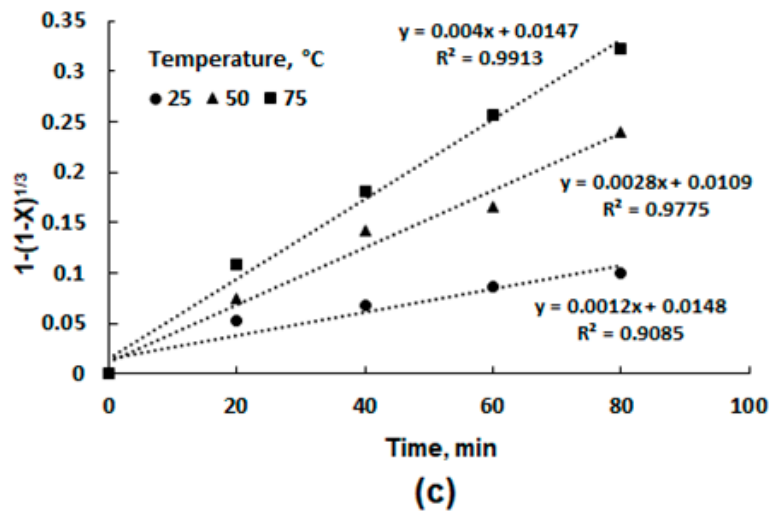 0.35
0.3
0.25
0.2
0.15
0.1
0.05
0
1-(1-X)^1/3
Temperature, °C
25 50 75
y = 0.004x + 0.0147
R² = 0.9913
y = 0.0028x + 0.0109
R² = 0.9775
y = 0.0012x + 0.0148
R² = 0.9085
0 20 40 60 80 100
Time, min
(c)